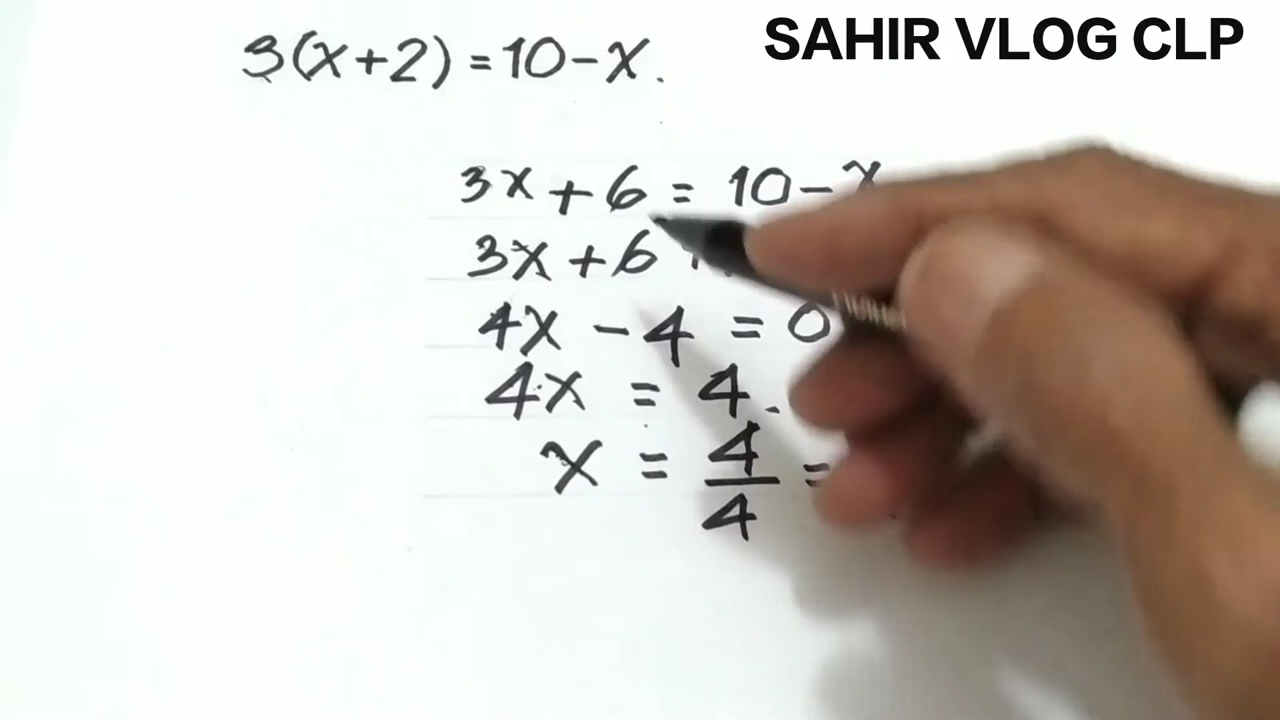 SAHIR VLOG CLP
3(x+2) = 10-x.
3x + 6 = 10 - x
3x + 6
4x - 4 = 0
4x = 4.
x = 4/4 =